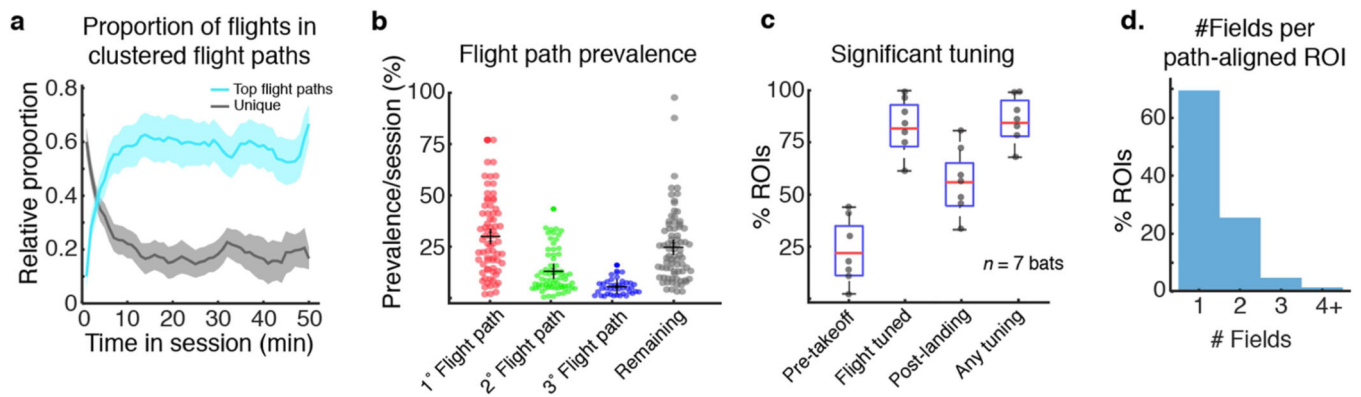 a
Proportion of flights in
clustered flight paths
Top flight paths
Unique
Relative proportion
0.8
0.6
0.4
0.2
0
0 10 20 30 40 50
Time in session (min)
b
Flight path prevalence
Prevalence/session (%)
100
75
50
25
1° Flight path
2° Flight path
3° Flight path
Remaining
c
Significant tuning
% ROIs
100
75
50
25
n = 7 bats
Pre-takeoff
Flight tuned
Post-landing
Any tuning
d.
#Fields per
path-aligned ROI
% ROIs
60
40
20
0
1 2 3 4+
# Fields